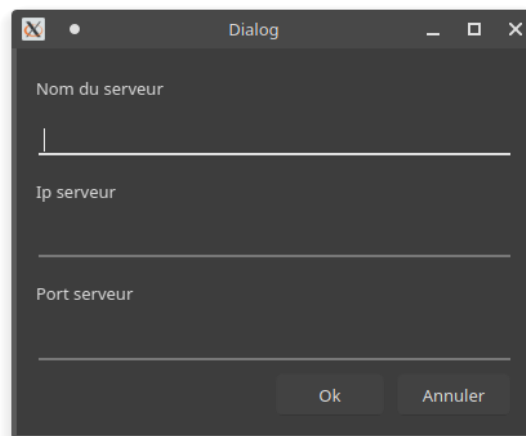 Dialog
Nom du serveur
Ip serveur
Port serveur
Ok Annuler